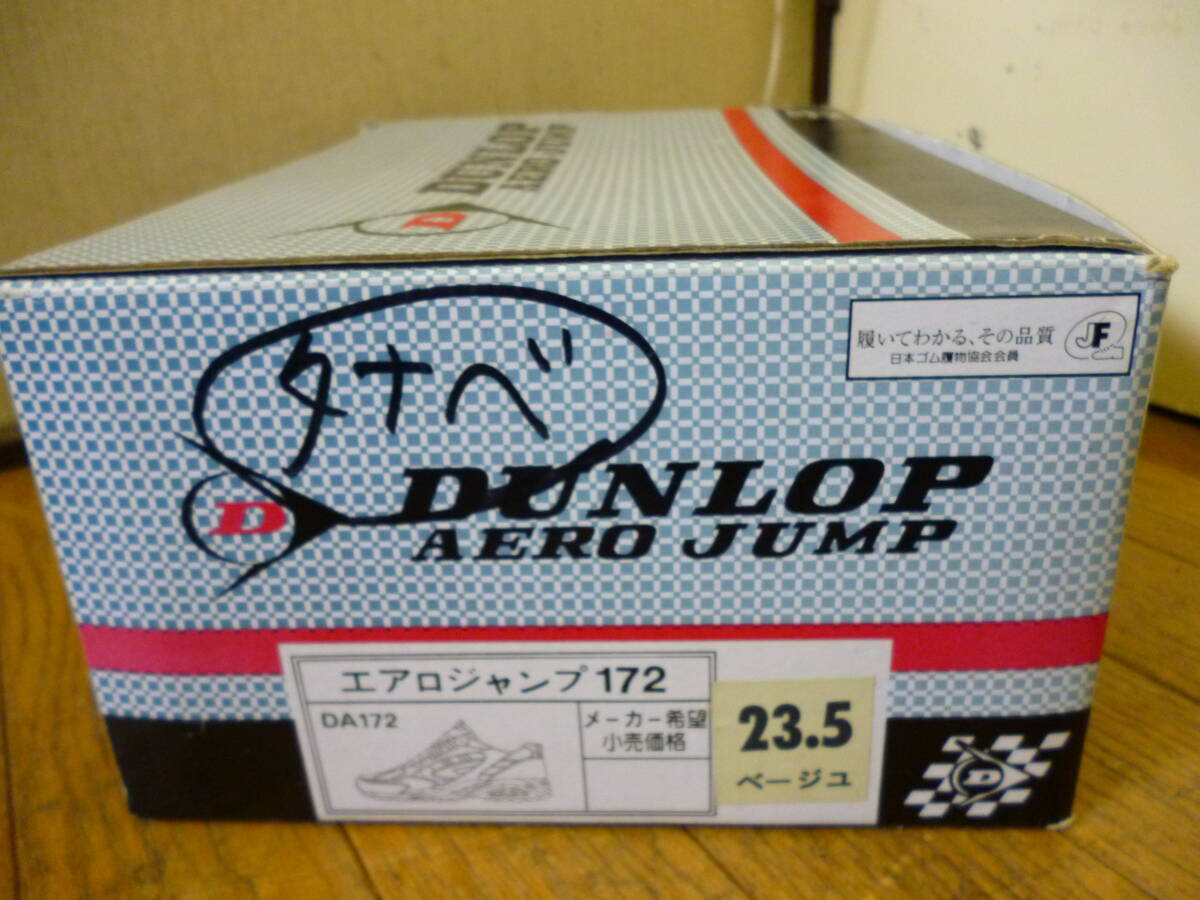 DUNLOP
AERO JUMP
D
タナベ
履いてわかる、その品質
日本ゴム履物協会会員
JF
D
DUNLOP
AERO JUMP
エアロジャンプ172
DA172
メーカー希望
小売価格
23.5
ベージュ
D